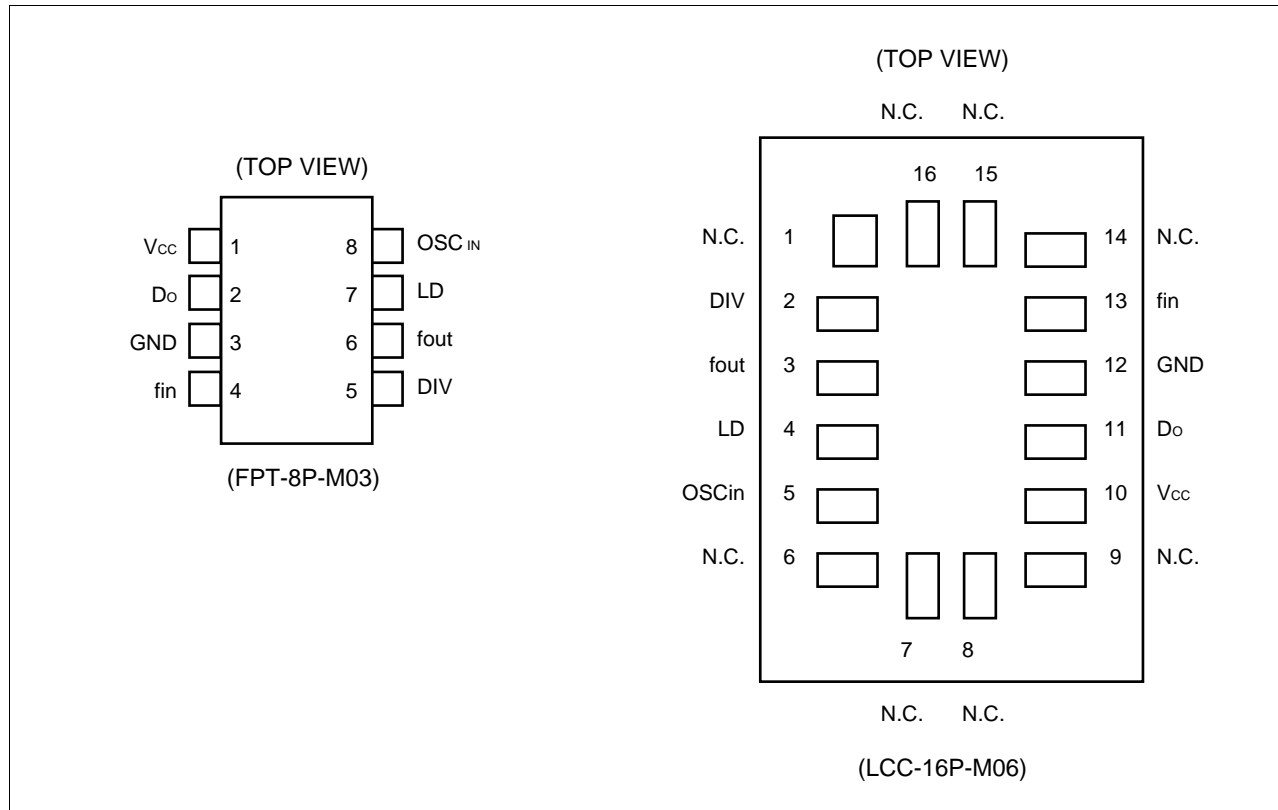 (TOP VIEW)
Vcc 1 8 OSC IN
Do 2 7 LD
GND 3 6 fout
fin 4 5 DIV
(FPT-8P-M03)
(TOP VIEW)
N.C. N.C.
16 15
N.C. 1 14 N.C.
DIV 2 13 fin
fout 3 12 GND
LD 4 11 Do
OSCin 5 10 Vcc
N.C. 6 9 N.C.
7 8
N.C. N.C.
(LCC-16P-M06)